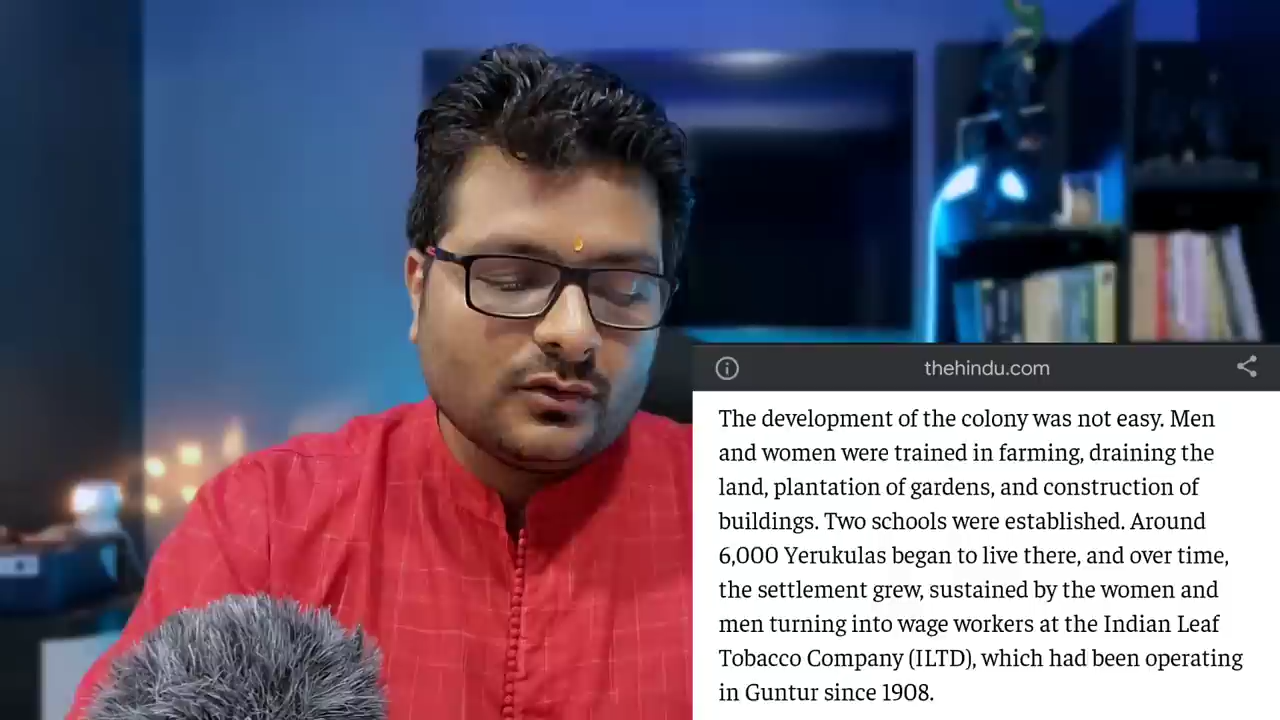 thehindu.com
The development of the colony was not easy. Men
and women were trained in farming, draining the
land, plantation of gardens, and construction of
buildings. Two schools were established. Around
6,000 Yerukulas began to live there, and over time,
the settlement grew, sustained by the women and
men turning into wage workers at the Indian Leaf
Tobacco Company (ILTD), which had been operating
in Guntur since 1908.